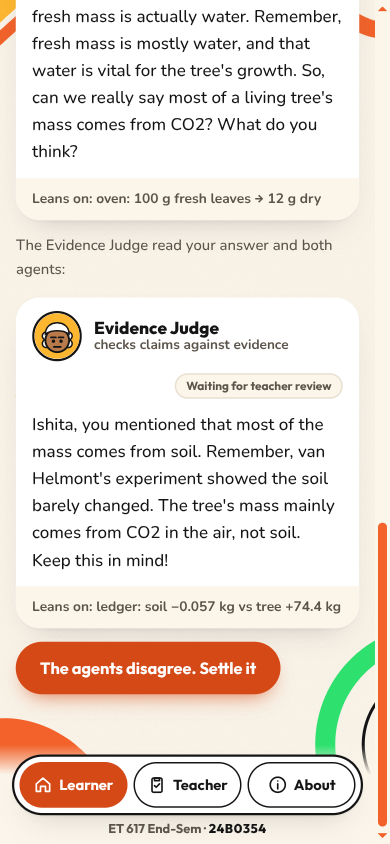 fresh mass is actually water. Remember,
fresh mass is mostly water, and that
water is vital for the tree's growth. So,
can we really say most of a living tree's
mass comes from CO2? What do you
think?
Leans on: oven: 100 g fresh leaves → 12 g dry
The Evidence Judge read your answer and both
agents:
Evidence Judge
checks claims against evidence
Waiting for teacher review
Ishita, you mentioned that most of the
mass comes from soil. Remember, van
Helmont's experiment showed the soil
barely changed. The tree's mass mainly
comes from CO2 in the air, not soil.
Keep this in mind!
Leans on: ledger: soil −0.057 kg vs tree +74.4 kg
The agents disagree. Settle it
Learner Teacher About
ET 617 End-Sem · 24B0354